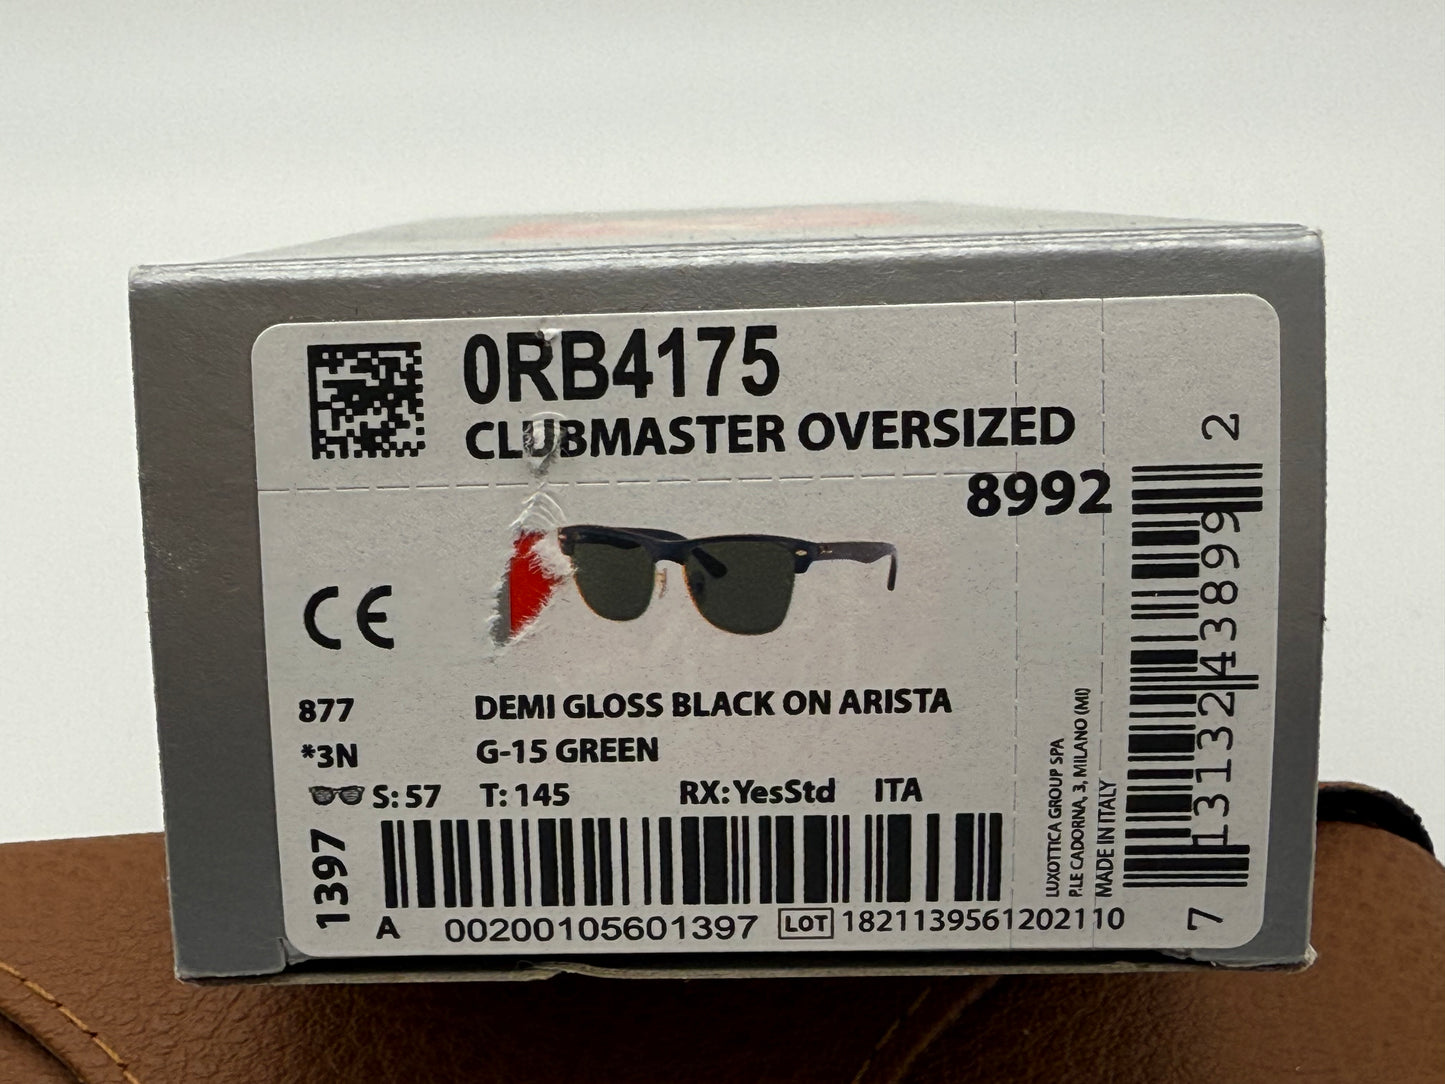 0RB4175
CLUBMASTER OVERSIZED
8992
CE
877 DEMI GLOSS BLACK ON ARISTA
*3N G-15 GREEN
S: 57 T: 145 RX: YesStd ITA
1397
A 00200105601397 LOT 1821139561202110
LUXOTTICA GROUP SPA
P.LE CADORNA, 3, MILANO (MI)
MADE IN ITALY
7 13132 43899 2